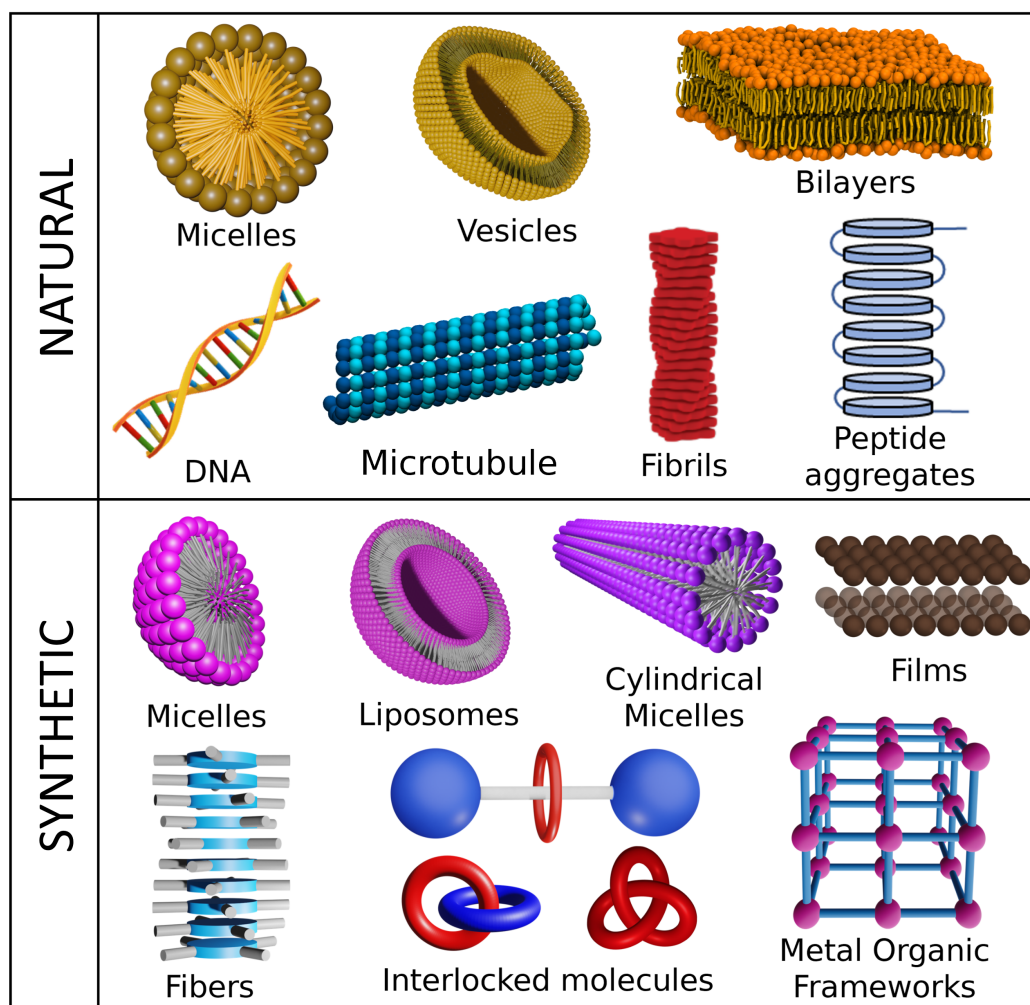 NATURAL
Micelles
Vesicles
Bilayers
DNA
Microtubule
Fibrils
Peptide
aggregates
SYNTHETIC
Micelles
Liposomes
Cylindrical
Micelles
Films
Fibers
Interlocked molecules
Metal Organic
Frameworks